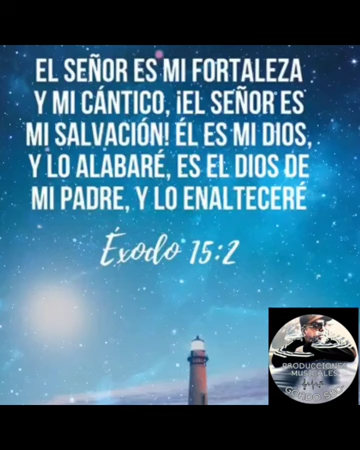 EL SEÑOR ES MI FORTALEZA
Y MI CÁNTICO, ¡EL SEÑOR ES
MI SALVACIÓN! ÉL ES MI DIOS,
Y LO ALABARÉ, ES EL DIOS DE
MI PADRE, Y LO ENALTECERÉ
Éxodo 15:2
PRODUCCIONES
MUSICALES